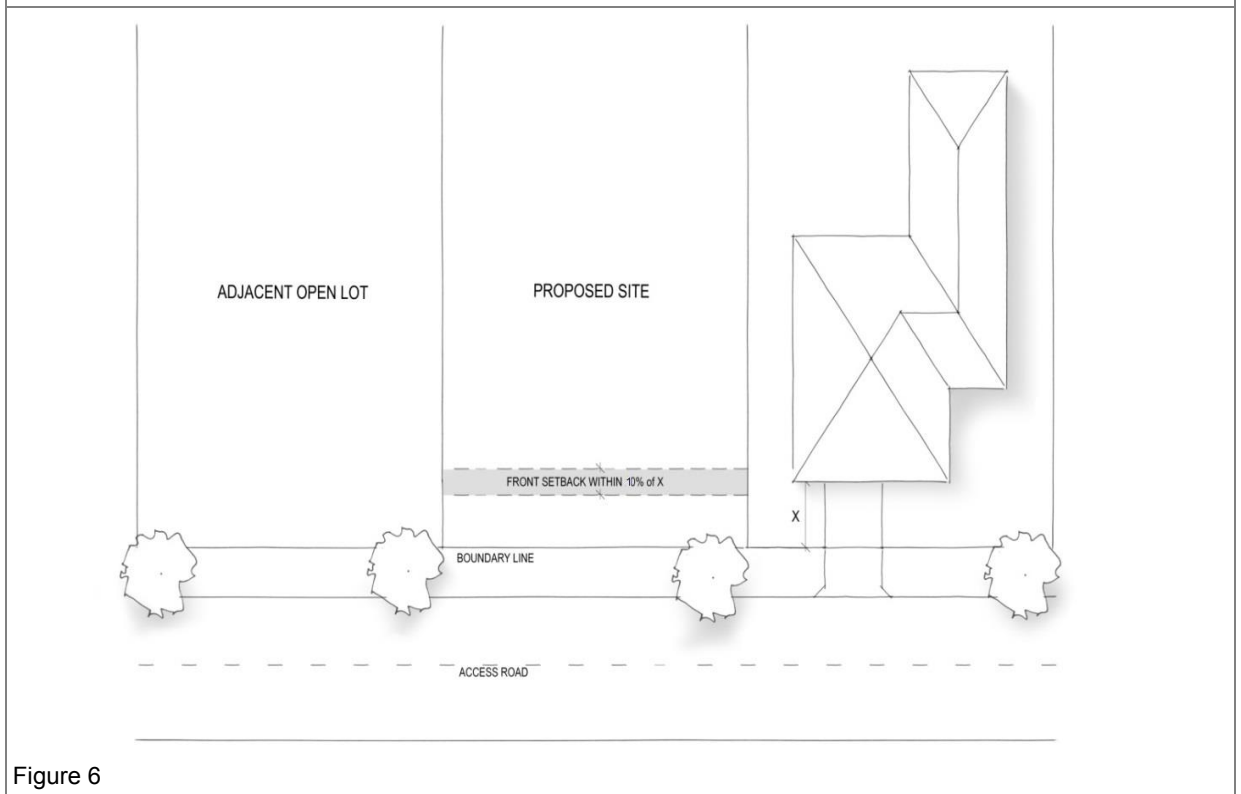 ADJACENT OPEN LOT
PROPOSED SITE
FRONT SETBACK WITHIN 10% of X
X
BOUNDARY LINE
ACCESS ROAD
Figure 6